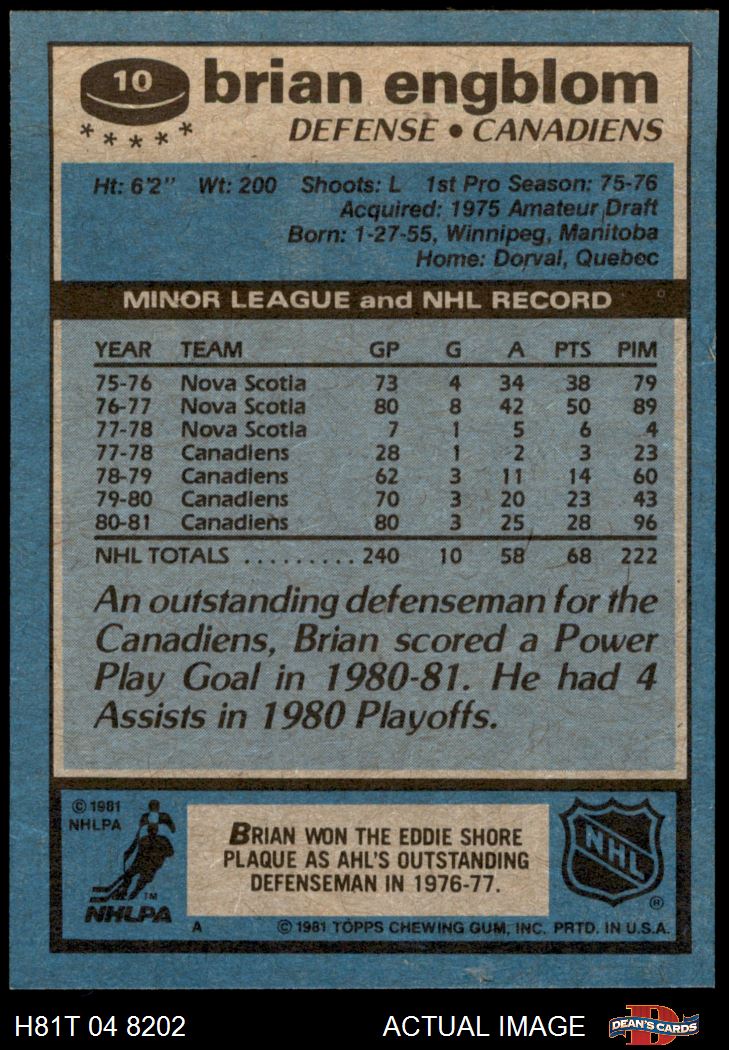 10
brian engblom
* * * * *
DEFENSE • CANADIENS
Ht: 6'2" Wt: 200 Shoots: L 1st Pro Season: 75-76
Acquired: 1975 Amateur Draft
Born: 1-27-55, Winnipeg, Manitoba
Home: Dorval, Quebec
MINOR LEAGUE and NHL RECORD
YEAR TEAM GP G A PTS PIM
75-76 Nova Scotia 73 4 34 38 79
76-77 Nova Scotia 80 8 42 50 89
77-78 Nova Scotia 7 1 5 6 4
77-78 Canadiens 28 1 2 3 23
78-79 Canadiens 62 3 11 14 60
79-80 Canadiens 70 3 20 23 43
80-81 Canadiens 80 3 25 28 96
NHL TOTALS .......... 240 10 58 68 222
An outstanding defenseman for the
Canadiens, Brian scored a Power
Play Goal in 1980-81. He had 4
Assists in 1980 Playoffs.
© 1981
NHLPA
TM
NHLPA
BRIAN WON THE EDDIE SHORE
PLAQUE AS AHL'S OUTSTANDING
DEFENSEMAN IN 1976-77.
NHL
®
A © 1981 TOPPS CHEWING GUM, INC. PRTD. IN U.S.A.
H81T 04 8202 ACTUAL IMAGE DEAN'S CARDS